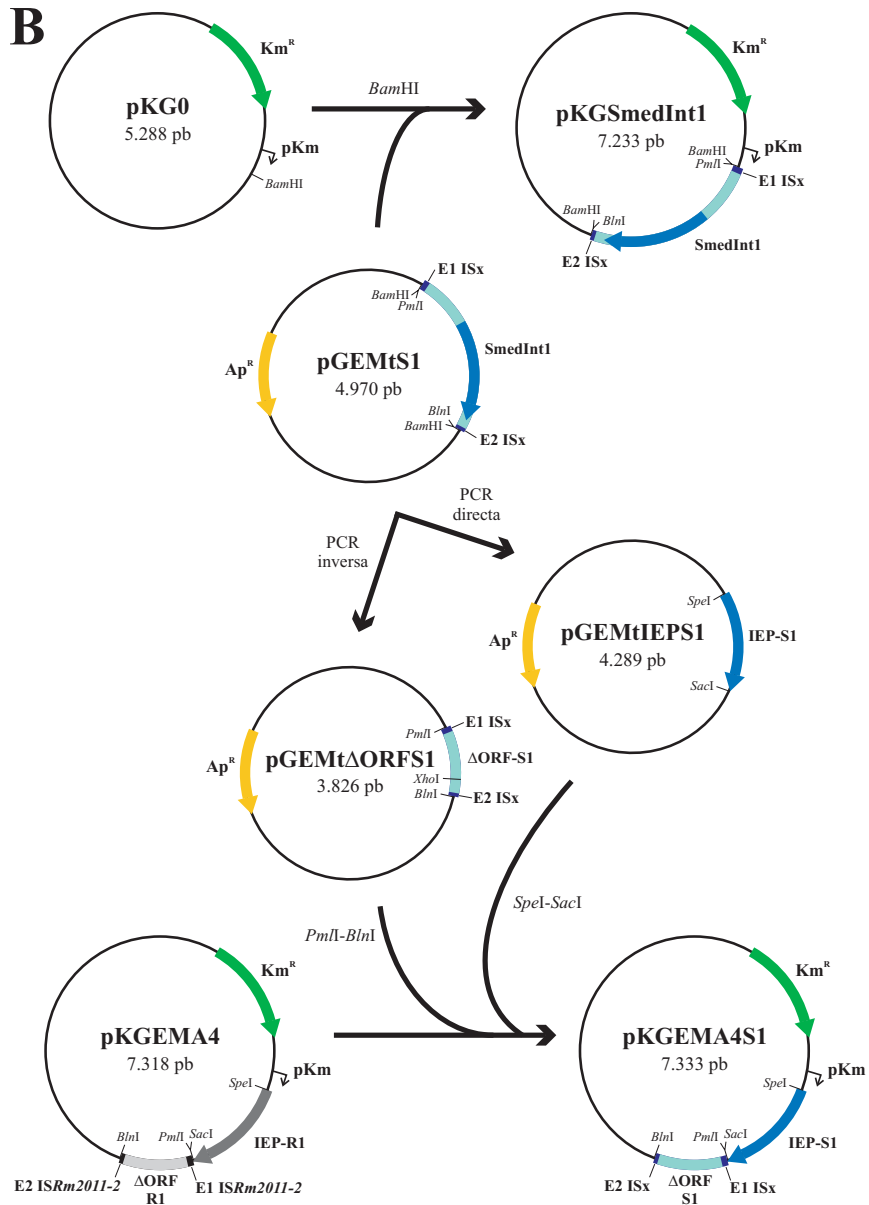 B
Km^R
pKG0
5.288 pb
pKm
BamHI
BamHI
Km^R
pKGSmedInt1
7.233 pb
pKm
BamHI
PmlI
E1 ISx
BamHI
BlnI
SmedInt1
E2 ISx
E1 ISx
BamHI
PmlI
Ap^R
pGEMtS1
4.970 pb
SmedInt1
BlnI
BamHI
E2 ISx
PCR
directa
PCR
inversa
SpeI
Ap^R
pGEMtIEPS1
4.289 pb
IEP-S1
SacI
E1 ISx
PmlI
Ap^R
pGEMtΔORFS1
3.826 pb
ΔORF-S1
XhoI
BlnI
E2 ISx
PmlI-BlnI
SpeI-SacI
Km^R
pKGEMA4
7.318 pb
pKm
SpeI
BlnI
PmlI
SacI
IEP-R1
E2 ISRm2011-2
ΔORF
R1
E1 ISRm2011-2
Km^R
pKGEMA4S1
7.333 pb
pKm
SpeI
BlnI
PmlI
SacI
IEP-S1
E2 ISx
ΔORF
S1
E1 ISx